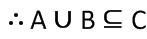 ∴ A ∪ B ⊆ C